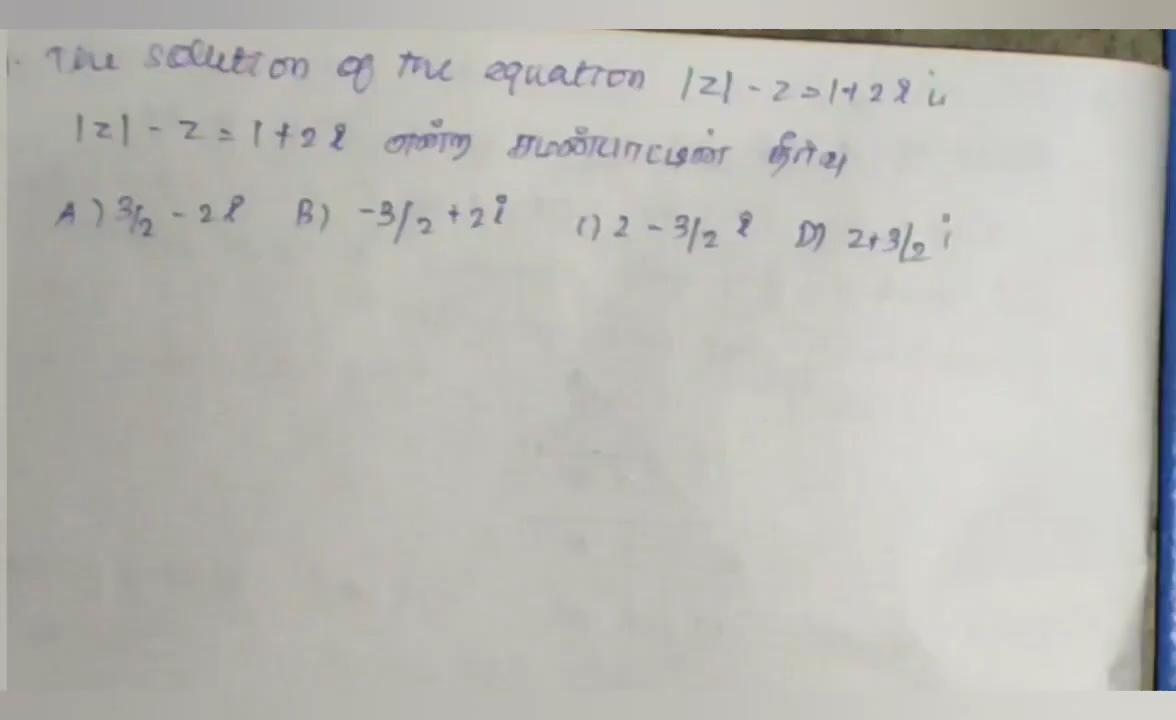 1. The solution of the equation |z| - z = 1+2i is
|z| - z = 1+2i என்ற சமன்பாட்டின் தீர்வு
A) 3/2 - 2i B) -3/2 + 2i C) 2 - 3/2 i D) 2+3/2 i